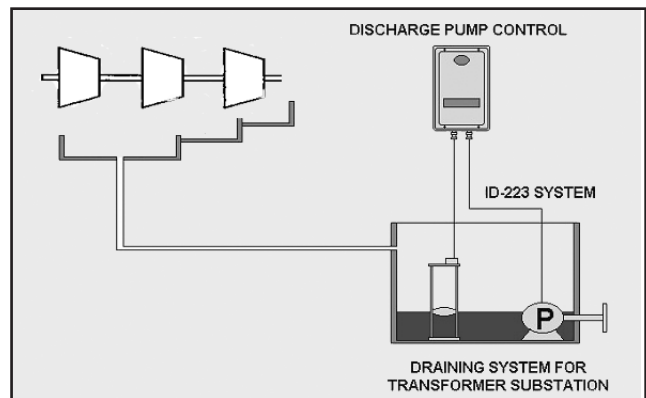 DISCHARGE PUMP CONTROL
ID-223 SYSTEM
P
DRAINING SYSTEM FOR
TRANSFORMER SUBSTATION